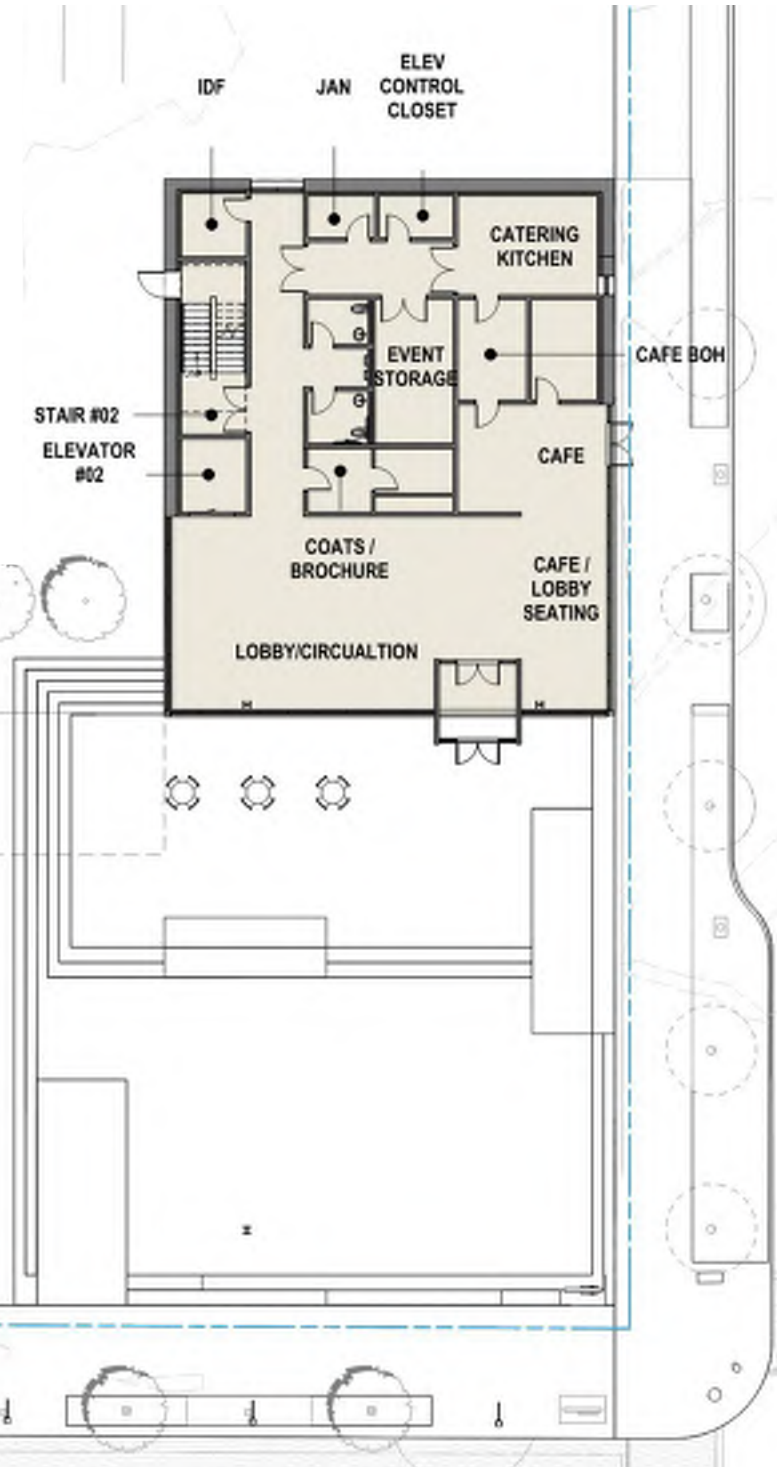 IDF
JAN
ELEV
CONTROL
CLOSET
CATERING
KITCHEN
EVENT
STORAGE
CAFE BOH
STAIR #02
ELEVATOR
#02
CAFE
COATS /
BROCHURE
CAFE /
LOBBY
SEATING
LOBBY/CIRCUALTION